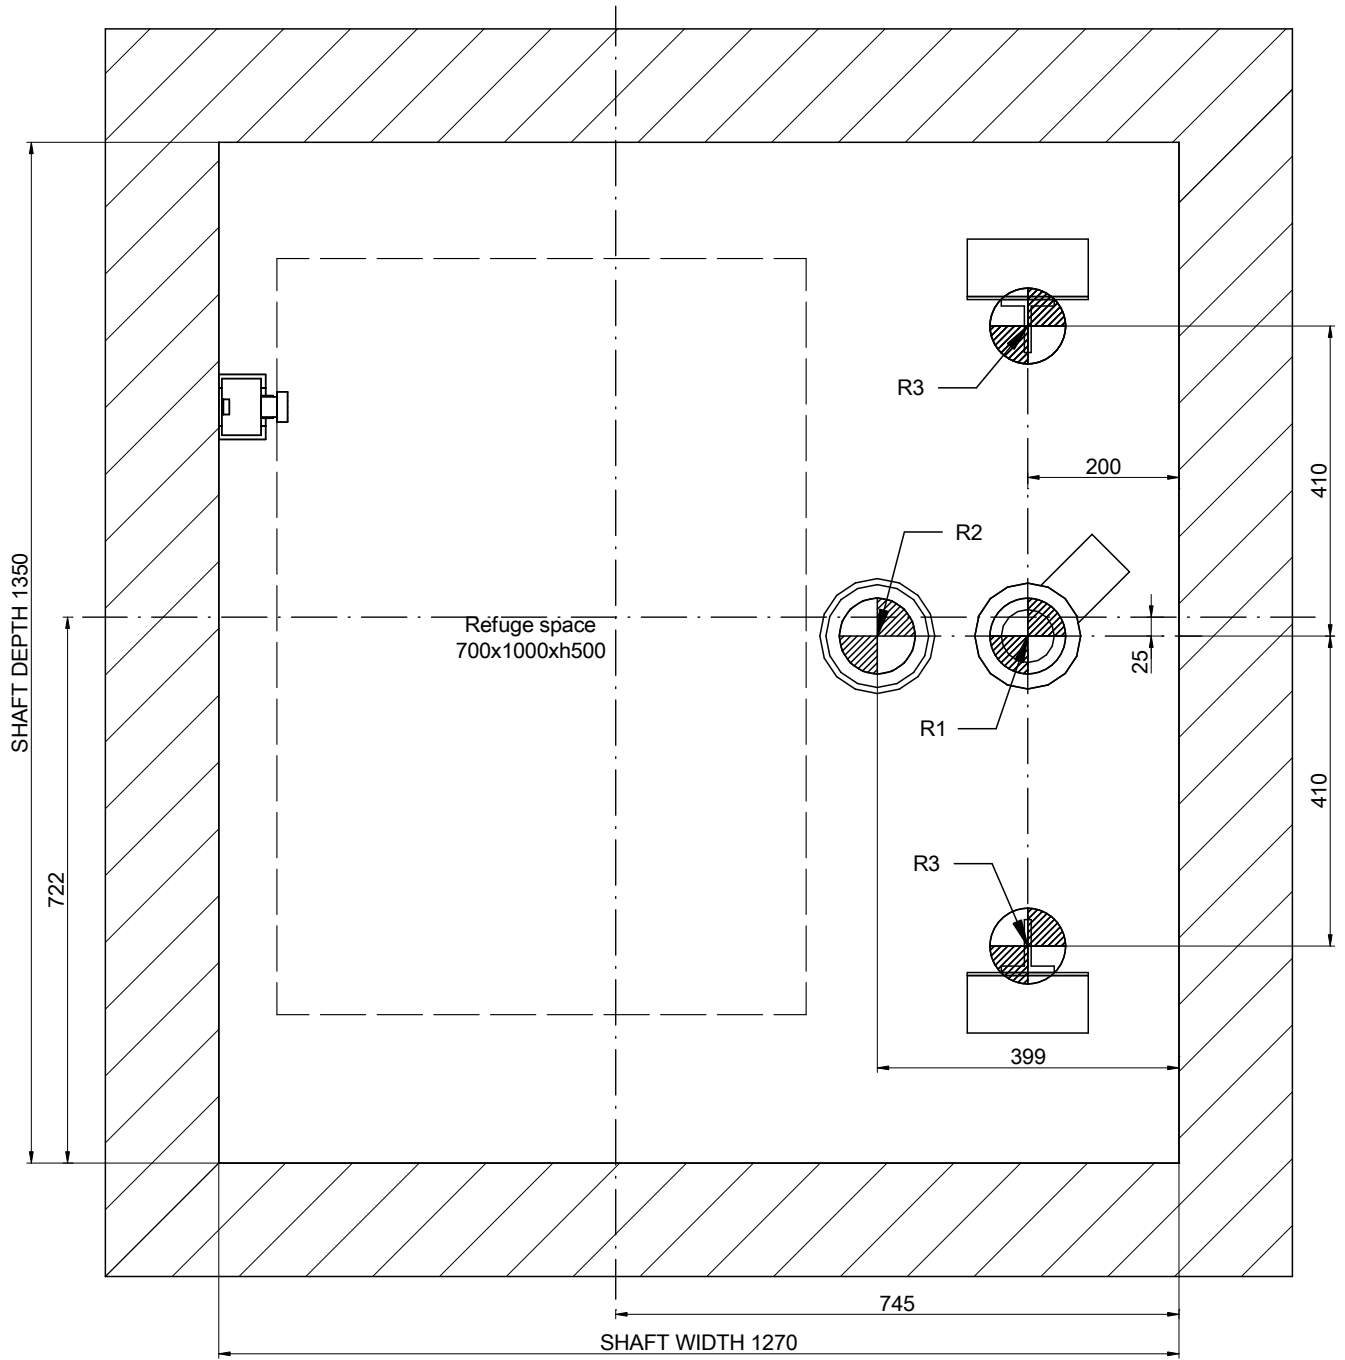 R3
200
410
R2
SHAFT DEPTH 1350
Refuge space
700x1000xh500
25
R1
410
R3
722
399
745
SHAFT WIDTH 1270